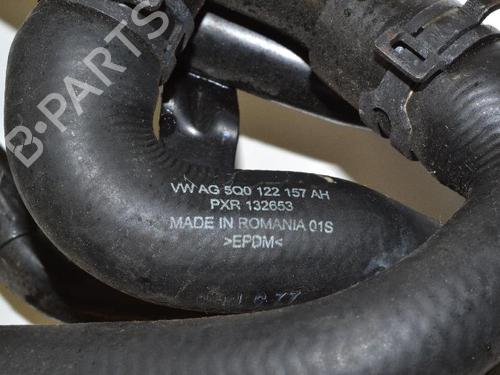 B-PARTS
VW AG 5Q0 122 157 AH
PXR 132653
MADE IN ROMANIA 01S
>EPDM<